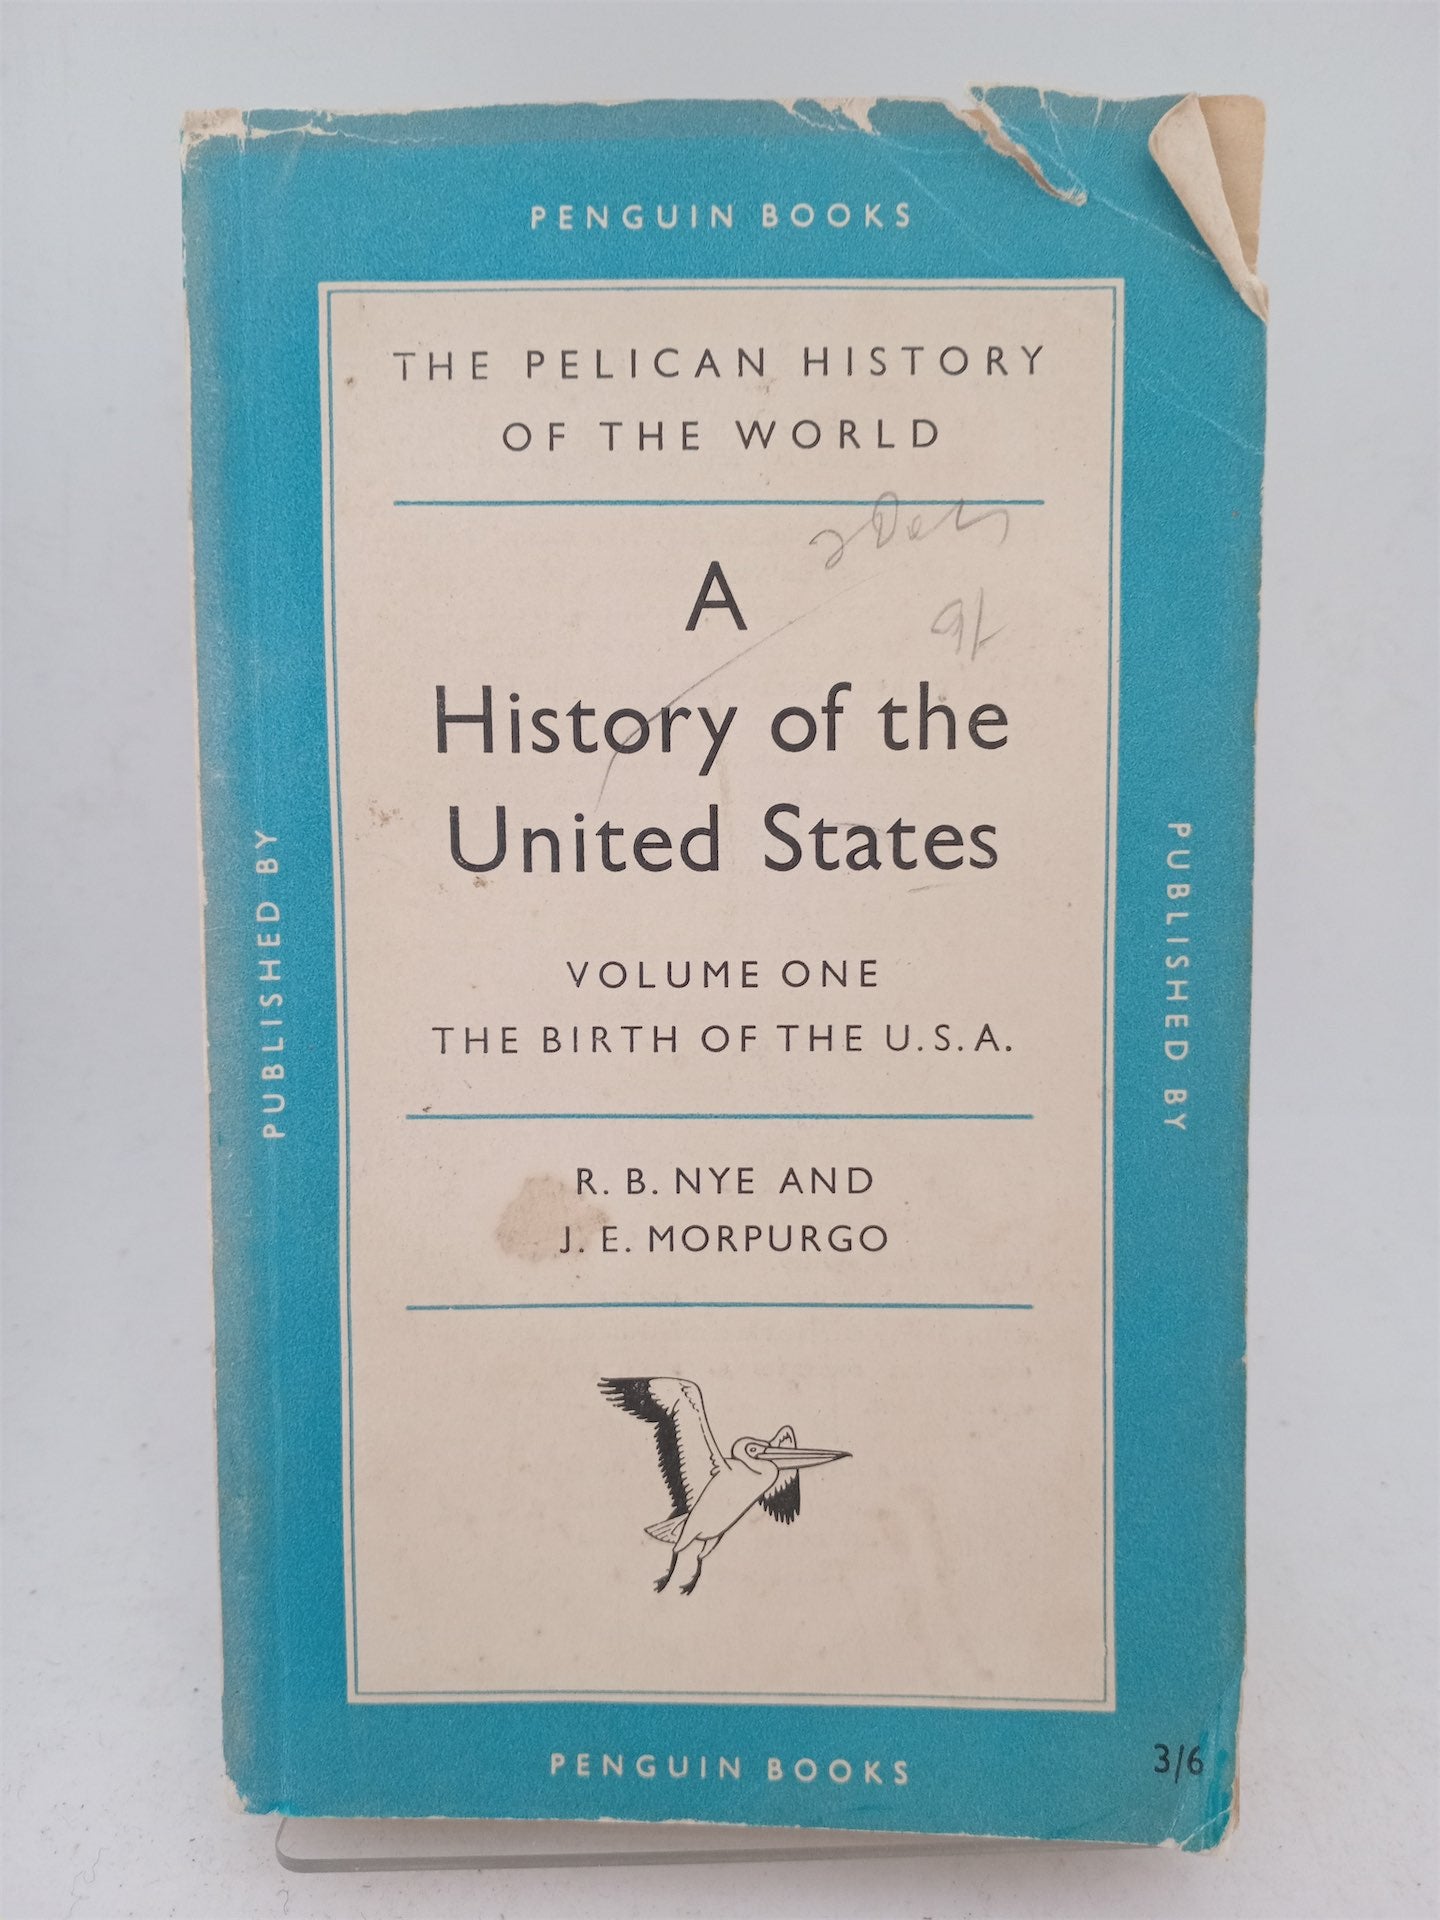 PENGUIN BOOKS
THE PELICAN HISTORY
OF THE WORLD
A
History of the
United States
VOLUME ONE
THE BIRTH OF THE U.S.A.
R. B. NYE AND
J. E. MORPURGO
PUBLISHED BY
PUBLISHED BY
PENGUIN BOOKS
3/6